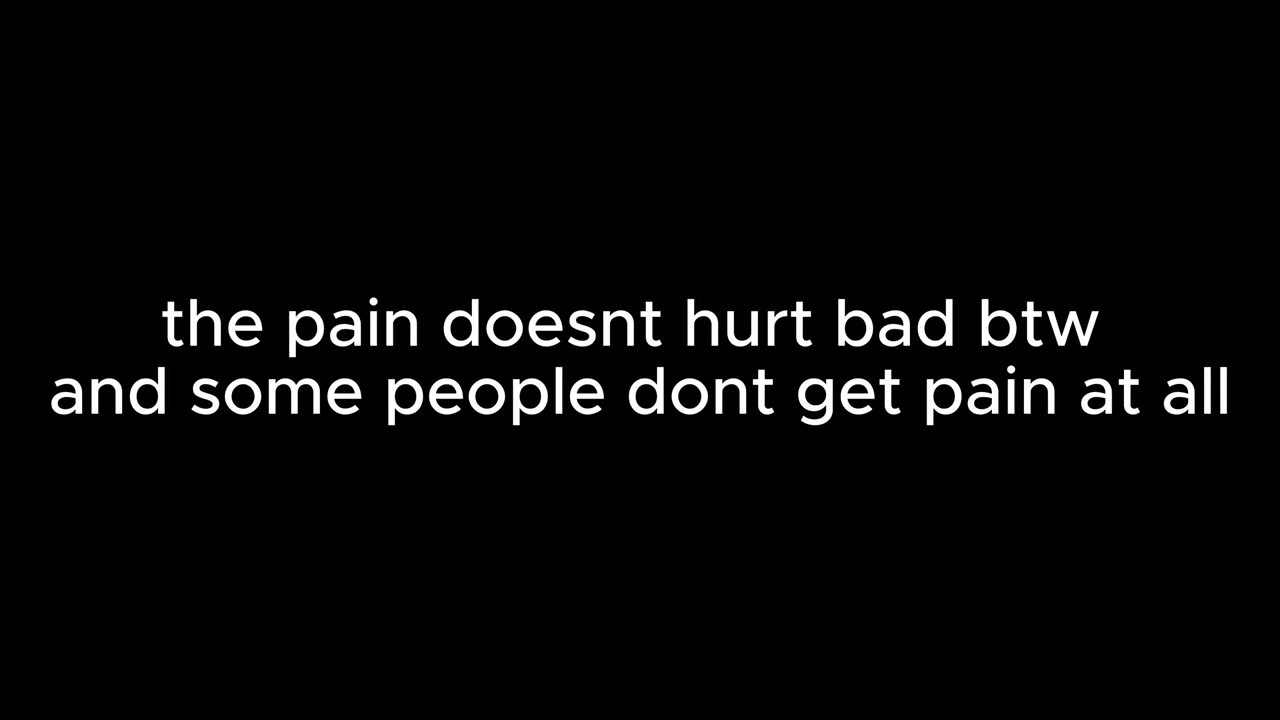 the pain doesnt hurt bad btw
and some people dont get pain at all